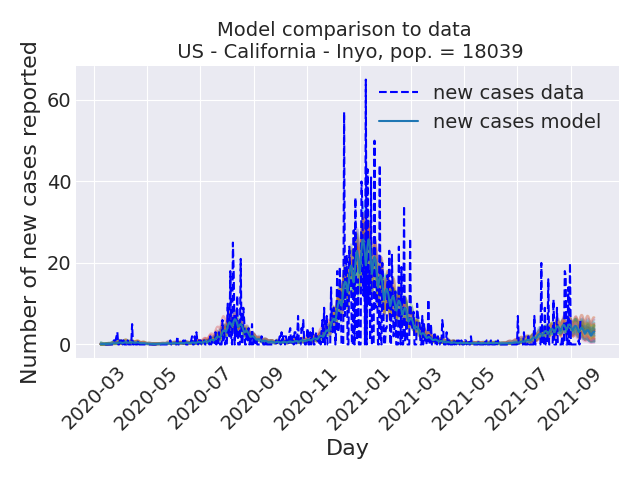 Model comparison to data
US - California - Inyo, pop. = 18039
Number of new cases reported
60
40
20
0
new cases data
new cases model
2020-03
2020-05
2020-07
2020-09
2020-11
2021-01
2021-03
2021-05
2021-07
2021-09
Day